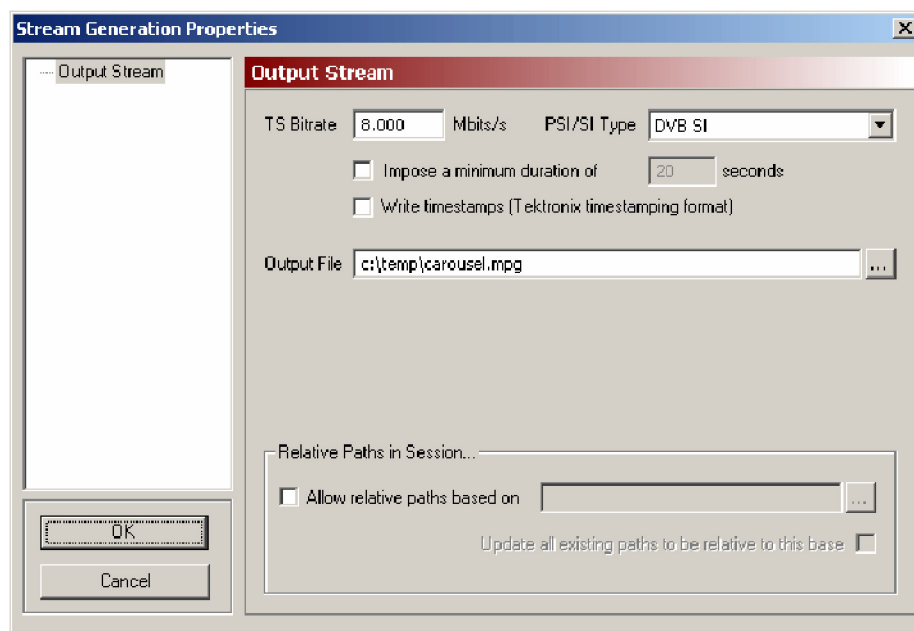 Stream Generation Properties
Output Stream
Output Stream
TS Bitrate 8.000 Mbits/s PSI/SI Type DVB SI
Impose a minimum duration of 20 seconds
Write timestamps (Tektronix timestamping format)
Output File c:\temp\carousel.mpg ...
Relative Paths in Session...
Allow relative paths based on ...
Update all existing paths to be relative to this base
OK
Cancel